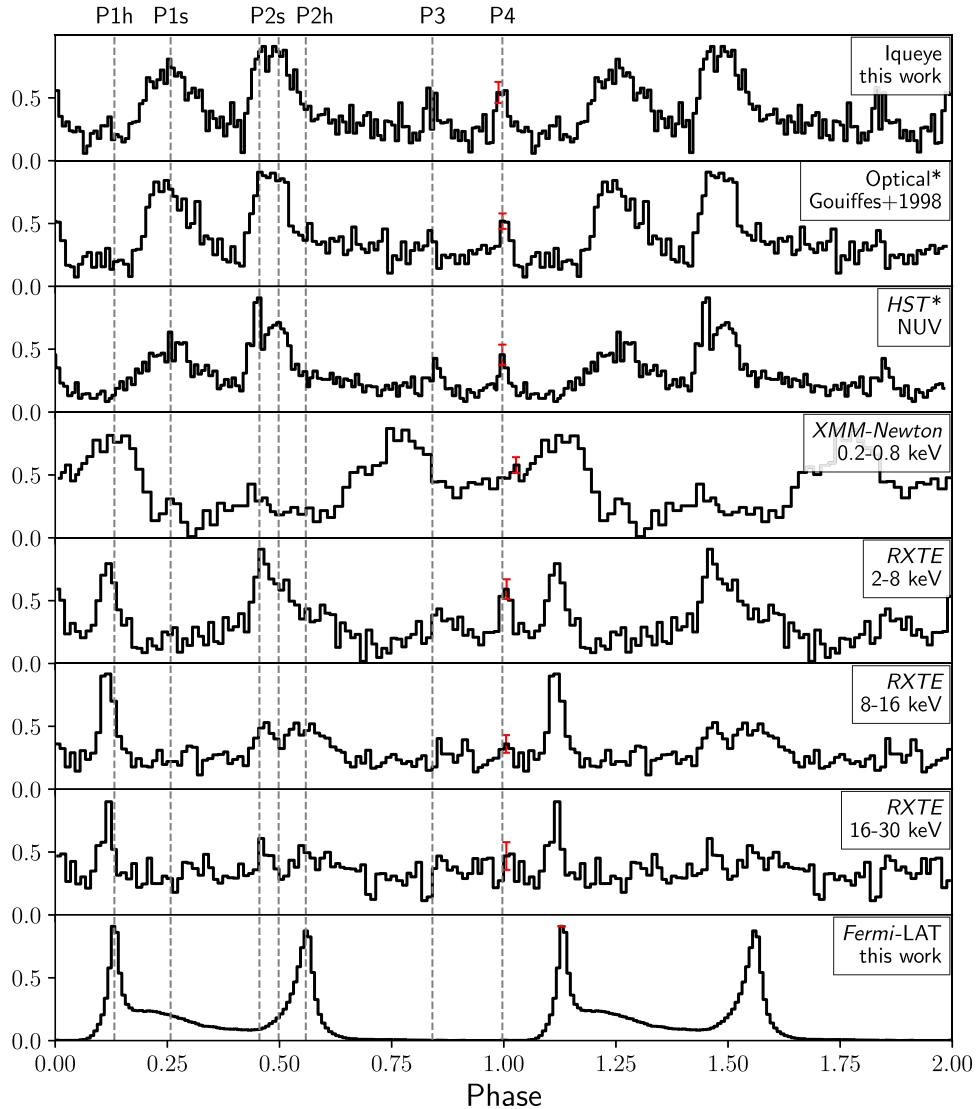 P1h P1s P2s P2h P3 P4
Iqueye
this work
0.5
0.0
Optical*
Gouiffes+1998
0.5
0.0
HST*
NUV
0.5
0.0
XMM-Newton
0.2-0.8 keV
0.5
0.0
RXTE
2-8 keV
0.5
0.0
RXTE
8-16 keV
0.5
0.0
RXTE
16-30 keV
0.5
0.0
Fermi-LAT
this work
0.5
0.0
0.00 0.25 0.50 0.75 1.00 1.25 1.50 1.75 2.00
Phase